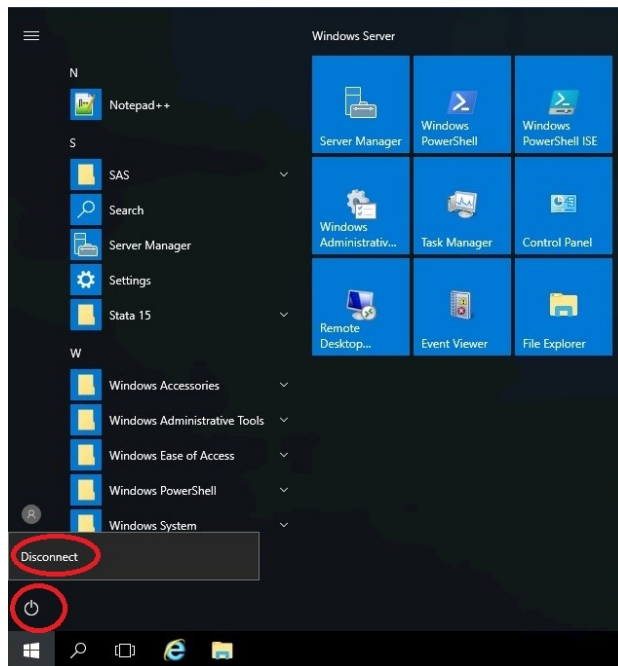 Windows Server
N
Notepad++
S
SAS
Search
Server Manager
Settings
Stata 15
W
Windows Accessories
Windows Administrative Tools
Windows Ease of Access
Windows PowerShell
Windows System
Disconnect
Server Manager
Windows
PowerShell
Windows
PowerShell ISE
Windows
Administrativ...
Task Manager
Control Panel
Remote
Desktop...
Event Viewer
File Explorer